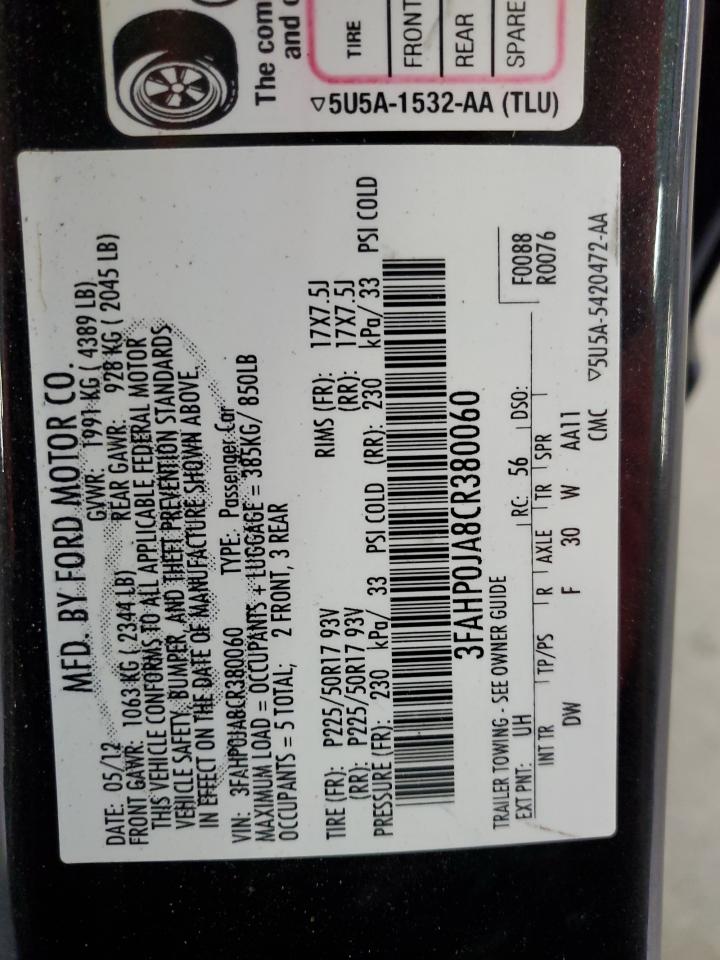 The com
and o
TIRE
FRONT
REAR
SPARE
▽5U5A-1532-AA (TLU)
MFD. BY FORD MOTOR CO.
DATE: 05/12 GVWR: 1991 KG ( 4389 LB)
FRONT GAWR: 1063 KG ( 2344 LB) REAR GAWR: 928 KG ( 2045 LB)
THIS VEHICLE CONFORMS TO ALL APPLICABLE FEDERAL MOTOR
VEHICLE SAFETY, BUMPER, AND THEFT PREVENTION STANDARDS
IN EFFECT ON THE DATE OF MANUFACTURE SHOWN ABOVE.
VIN: 3FAHP0JA8CR380060 TYPE: Passenger Car
MAXIMUM LOAD = OCCUPANTS + LUGGAGE = 385KG/ 850LB
OCCUPANTS = 5 TOTAL; 2 FRONT, 3 REAR
TIRE (FR): P225/50R17 93V RIMS (FR): 17X7.5J
(RR): P225/50R17 93V (RR): 17X7.5J
PRESSURE (FR): 230 kPa/ 33 PSI COLD (RR): 230 kPa/ 33 PSI COLD
3FAHP0JA8CR380060
TRAILER TOWING - SEE OWNER GUIDE F0088
EXT PNT: UH RC: 56 DSO: R0076
INT TR TP/PS R AXLE TR SPR
DW F 30 W AA11
CMC ▽5U5A-5420472-AA